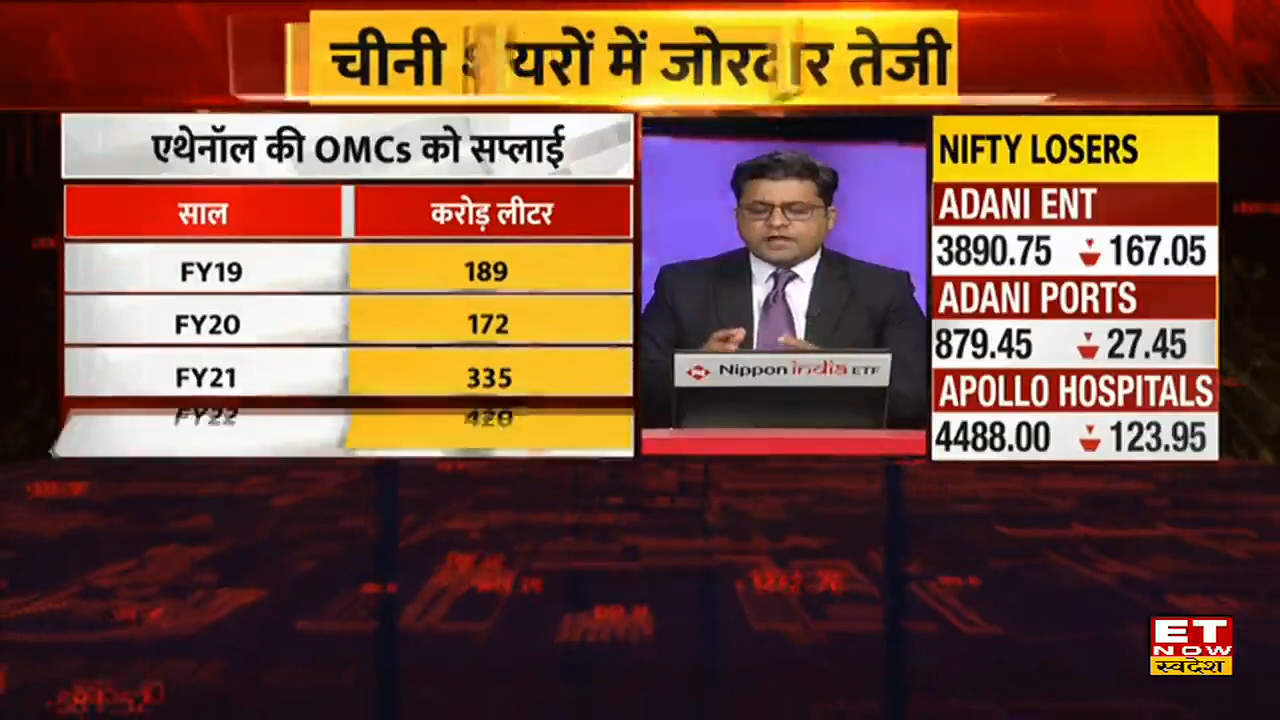 चीनी शेयरों में जोरदार तेजी
एथेनॉल की OMCs को सप्लाई
साल करोड़ लीटर
FY19 189
FY20 172
FY21 335
FY22
Nippon india ETF
NIFTY LOSERS
ADANI ENT
3890.75 167.05
ADANI PORTS
879.45 27.45
APOLLO HOSPITALS
4488.00 123.95
ET
NOW
स्वदेश